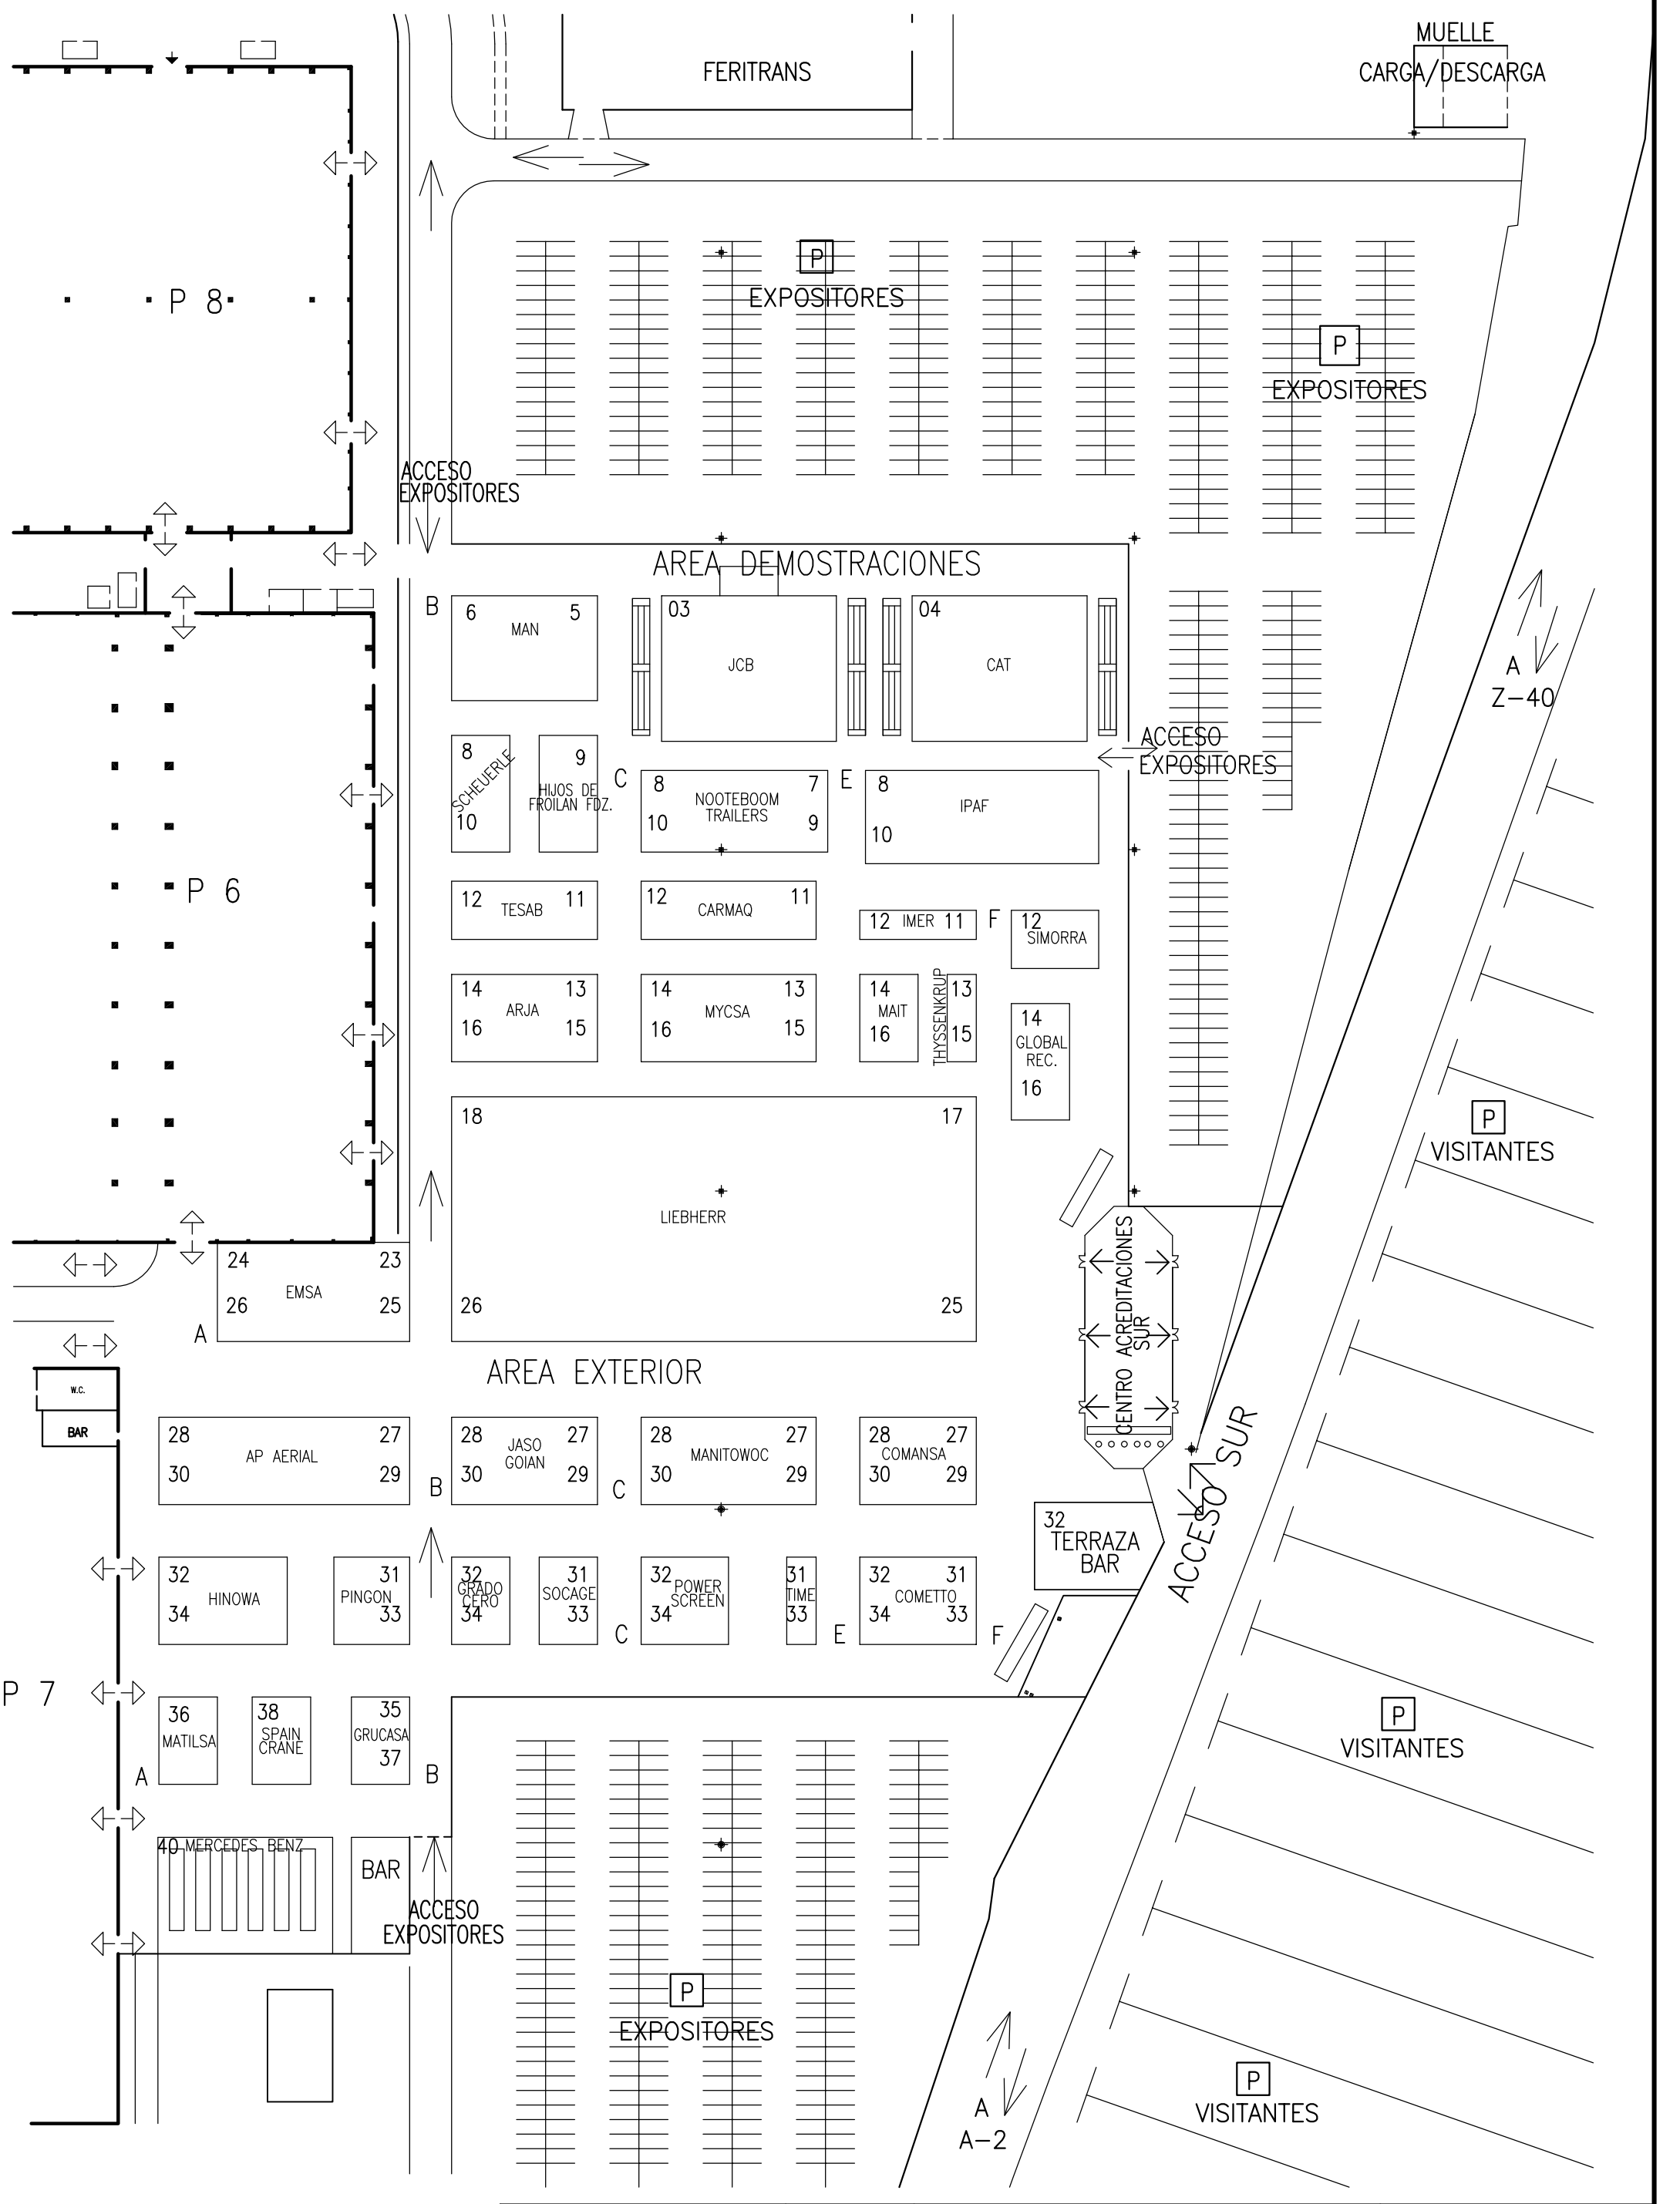 MUELLE
CARGA/DESCARGA
FERITRANS
P 8
P
EXPOSITORES
P
EXPOSITORES
ACCESO
EXPOSITORES
AREA DEMOSTRACIONES
B
6 5
MAN
03
JCB
04
CAT
A
Z-40
ACCESO
EXPOSITORES
8
SCHEUERLE
10
9
HIJOS DE
FROILAN FDZ.
C
8 7
NOOTEBOOM
TRAILERS
10 9
E
8
IPAF
10
P 6
12 TESAB 11
12 CARMAQ 11
12 IMER 11
F
12
SIMORRA
14 13
ARJA
16 15
14 13
MYCSA
16 15
14
MAIT
16
THYSSENKRUP
13
15
14
GLOBAL
REC.
16
P
VISITANTES
18 17
LIEBHERR
26 25
24 23
EMSA
26 25
A
CENTRO ACREDITACIONES
SUR
AREA EXTERIOR
W.C.
BAR
28 27
AP AERIAL
30 29
B
28 27
JASO
GOIAN
30 29
C
28 27
MANITOWOC
30 29
28 27
COMANSA
30 29
ACCESO SUR
32
TERRAZA
BAR
32
HINOWA
34
31
PINGON
33
32
GRADO
CERO
34
31
SOCAGE
33
C
32
POWER
SCREEN
34
31
TIME
33
E
32 31
COMETTO
34 33
F
P 7
36
MATILSA
38
SPAIN
CRANE
35
GRUCASA
37
A
B
P
VISITANTES
40 MERCEDES BENZ
BAR
ACCESO
EXPOSITORES
P
EXPOSITORES
A
A-2
P
VISITANTES